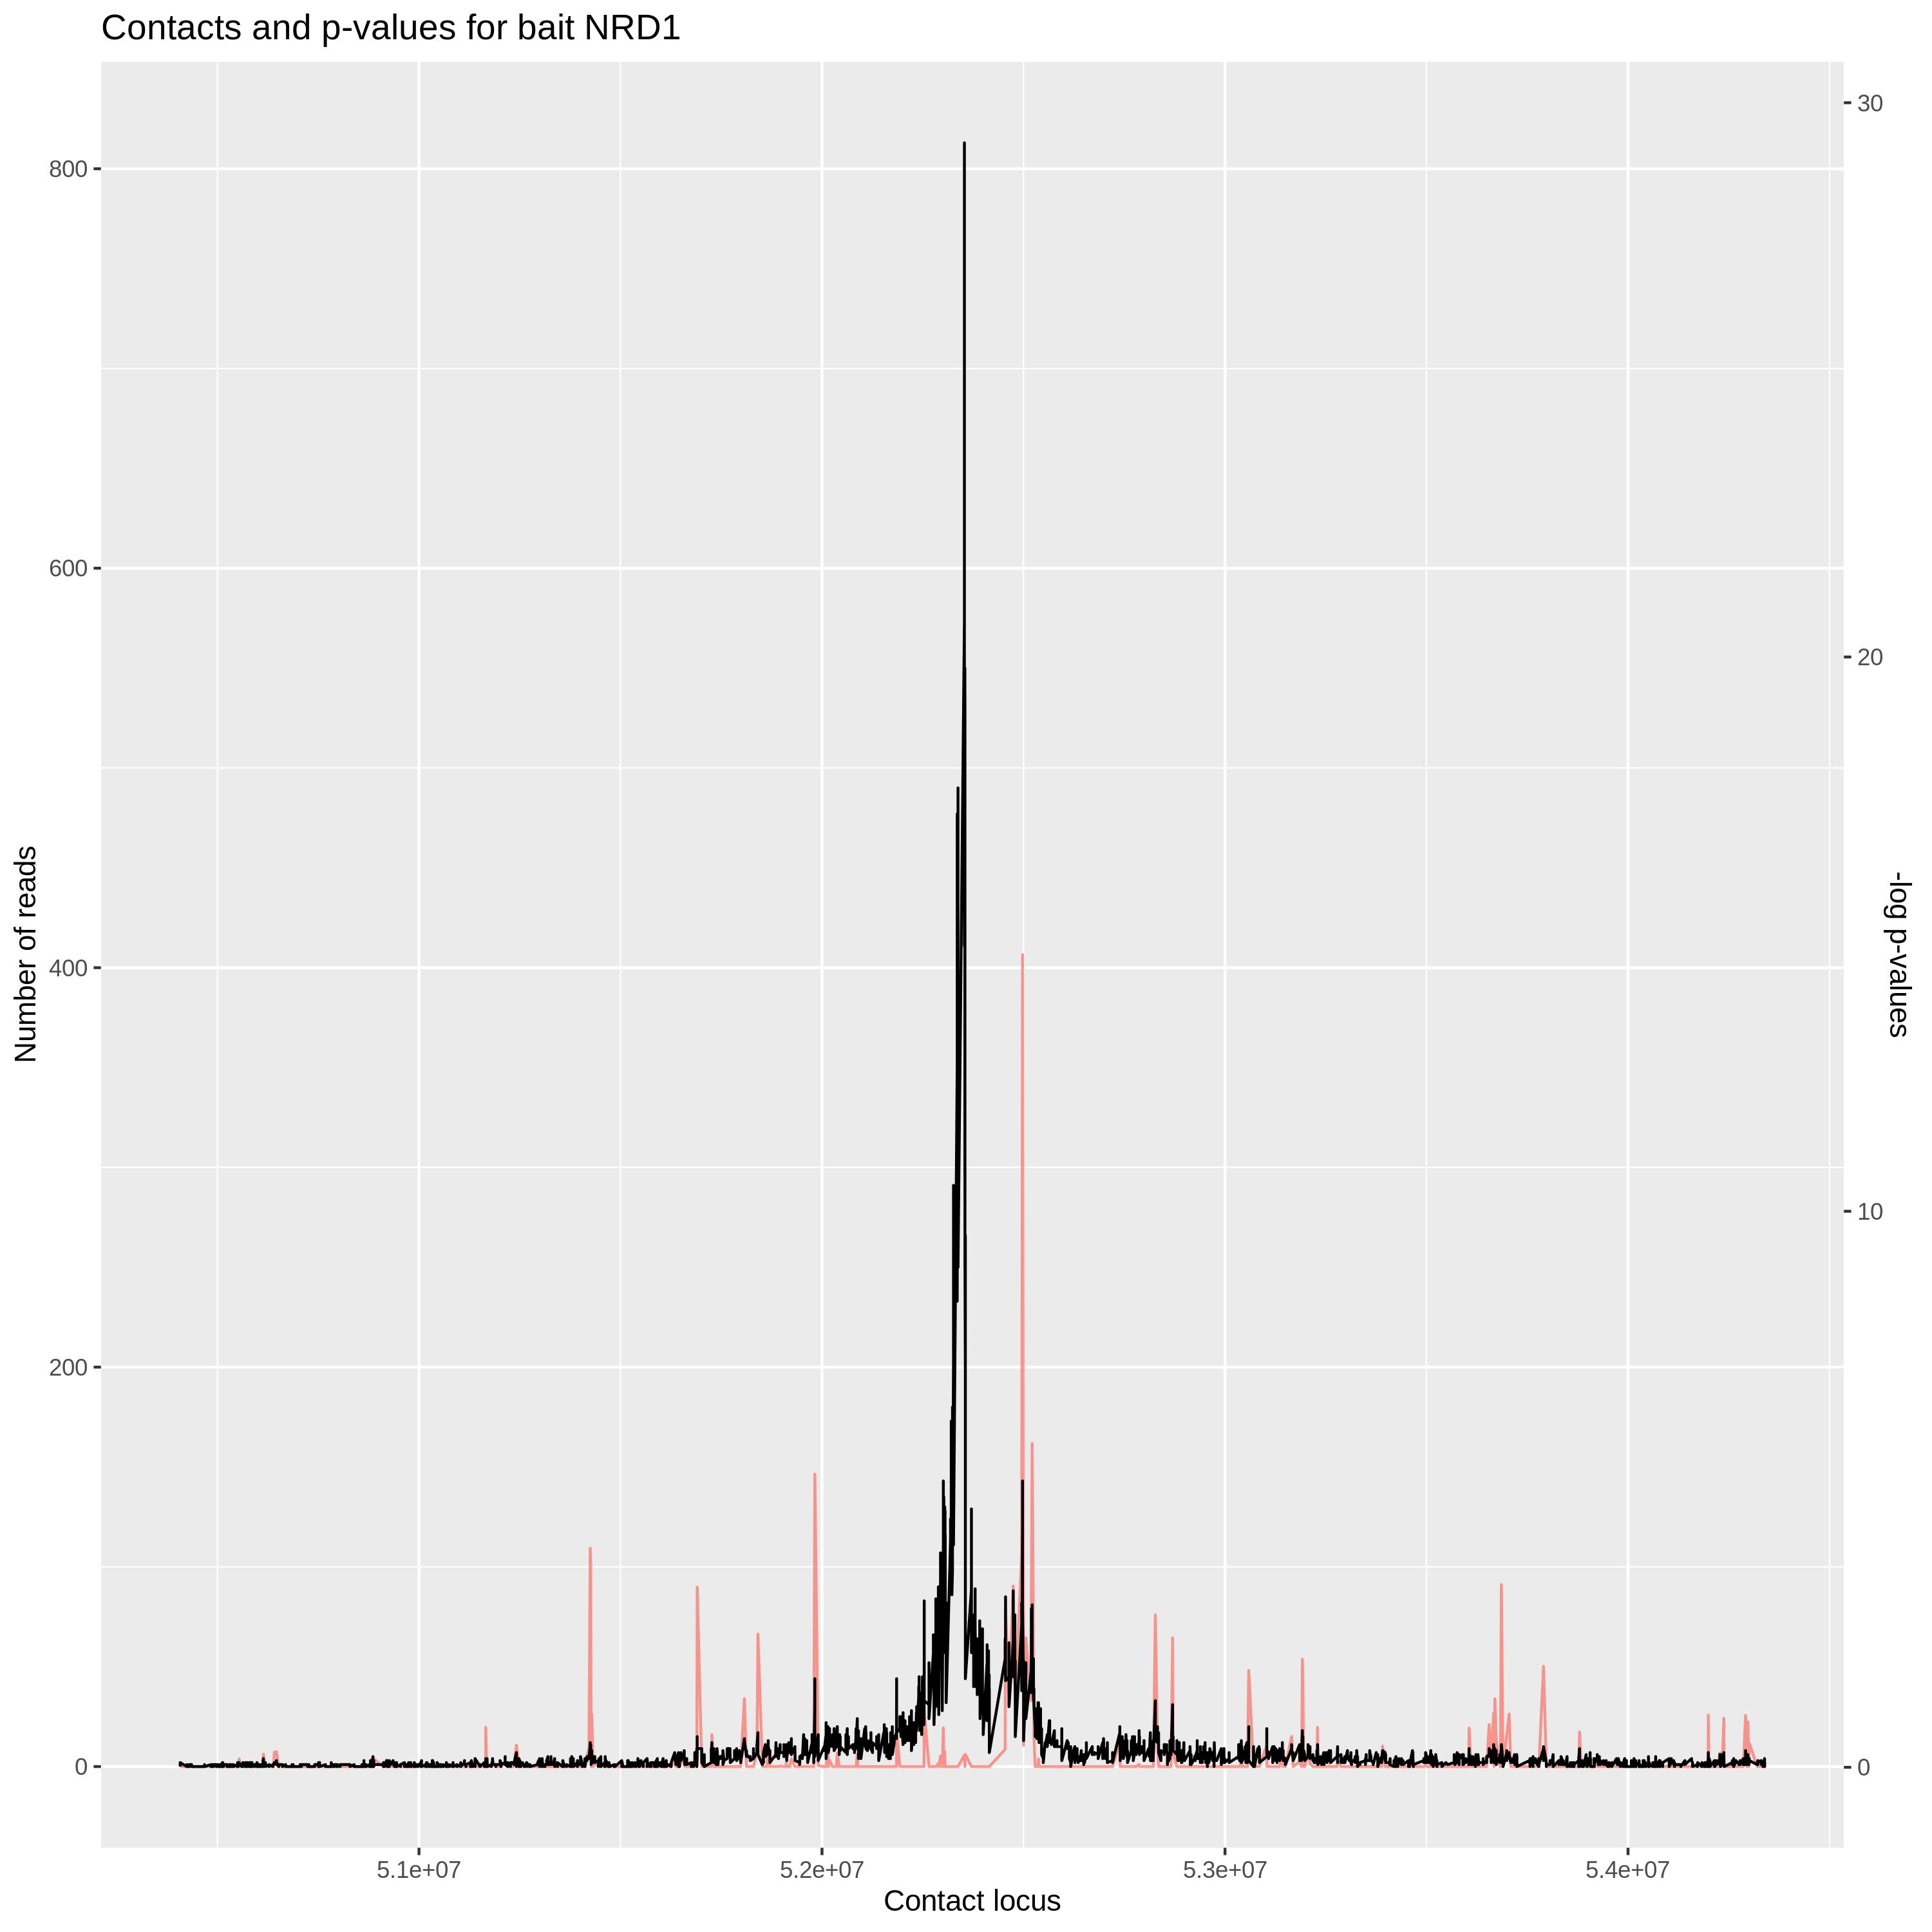 Contacts and p-values for bait NRD1
800
600
400
200
0
30
20
10
0
Number of reads
-log p-values
5.1e+07
5.2e+07
5.3e+07
5.4e+07
Contact locus